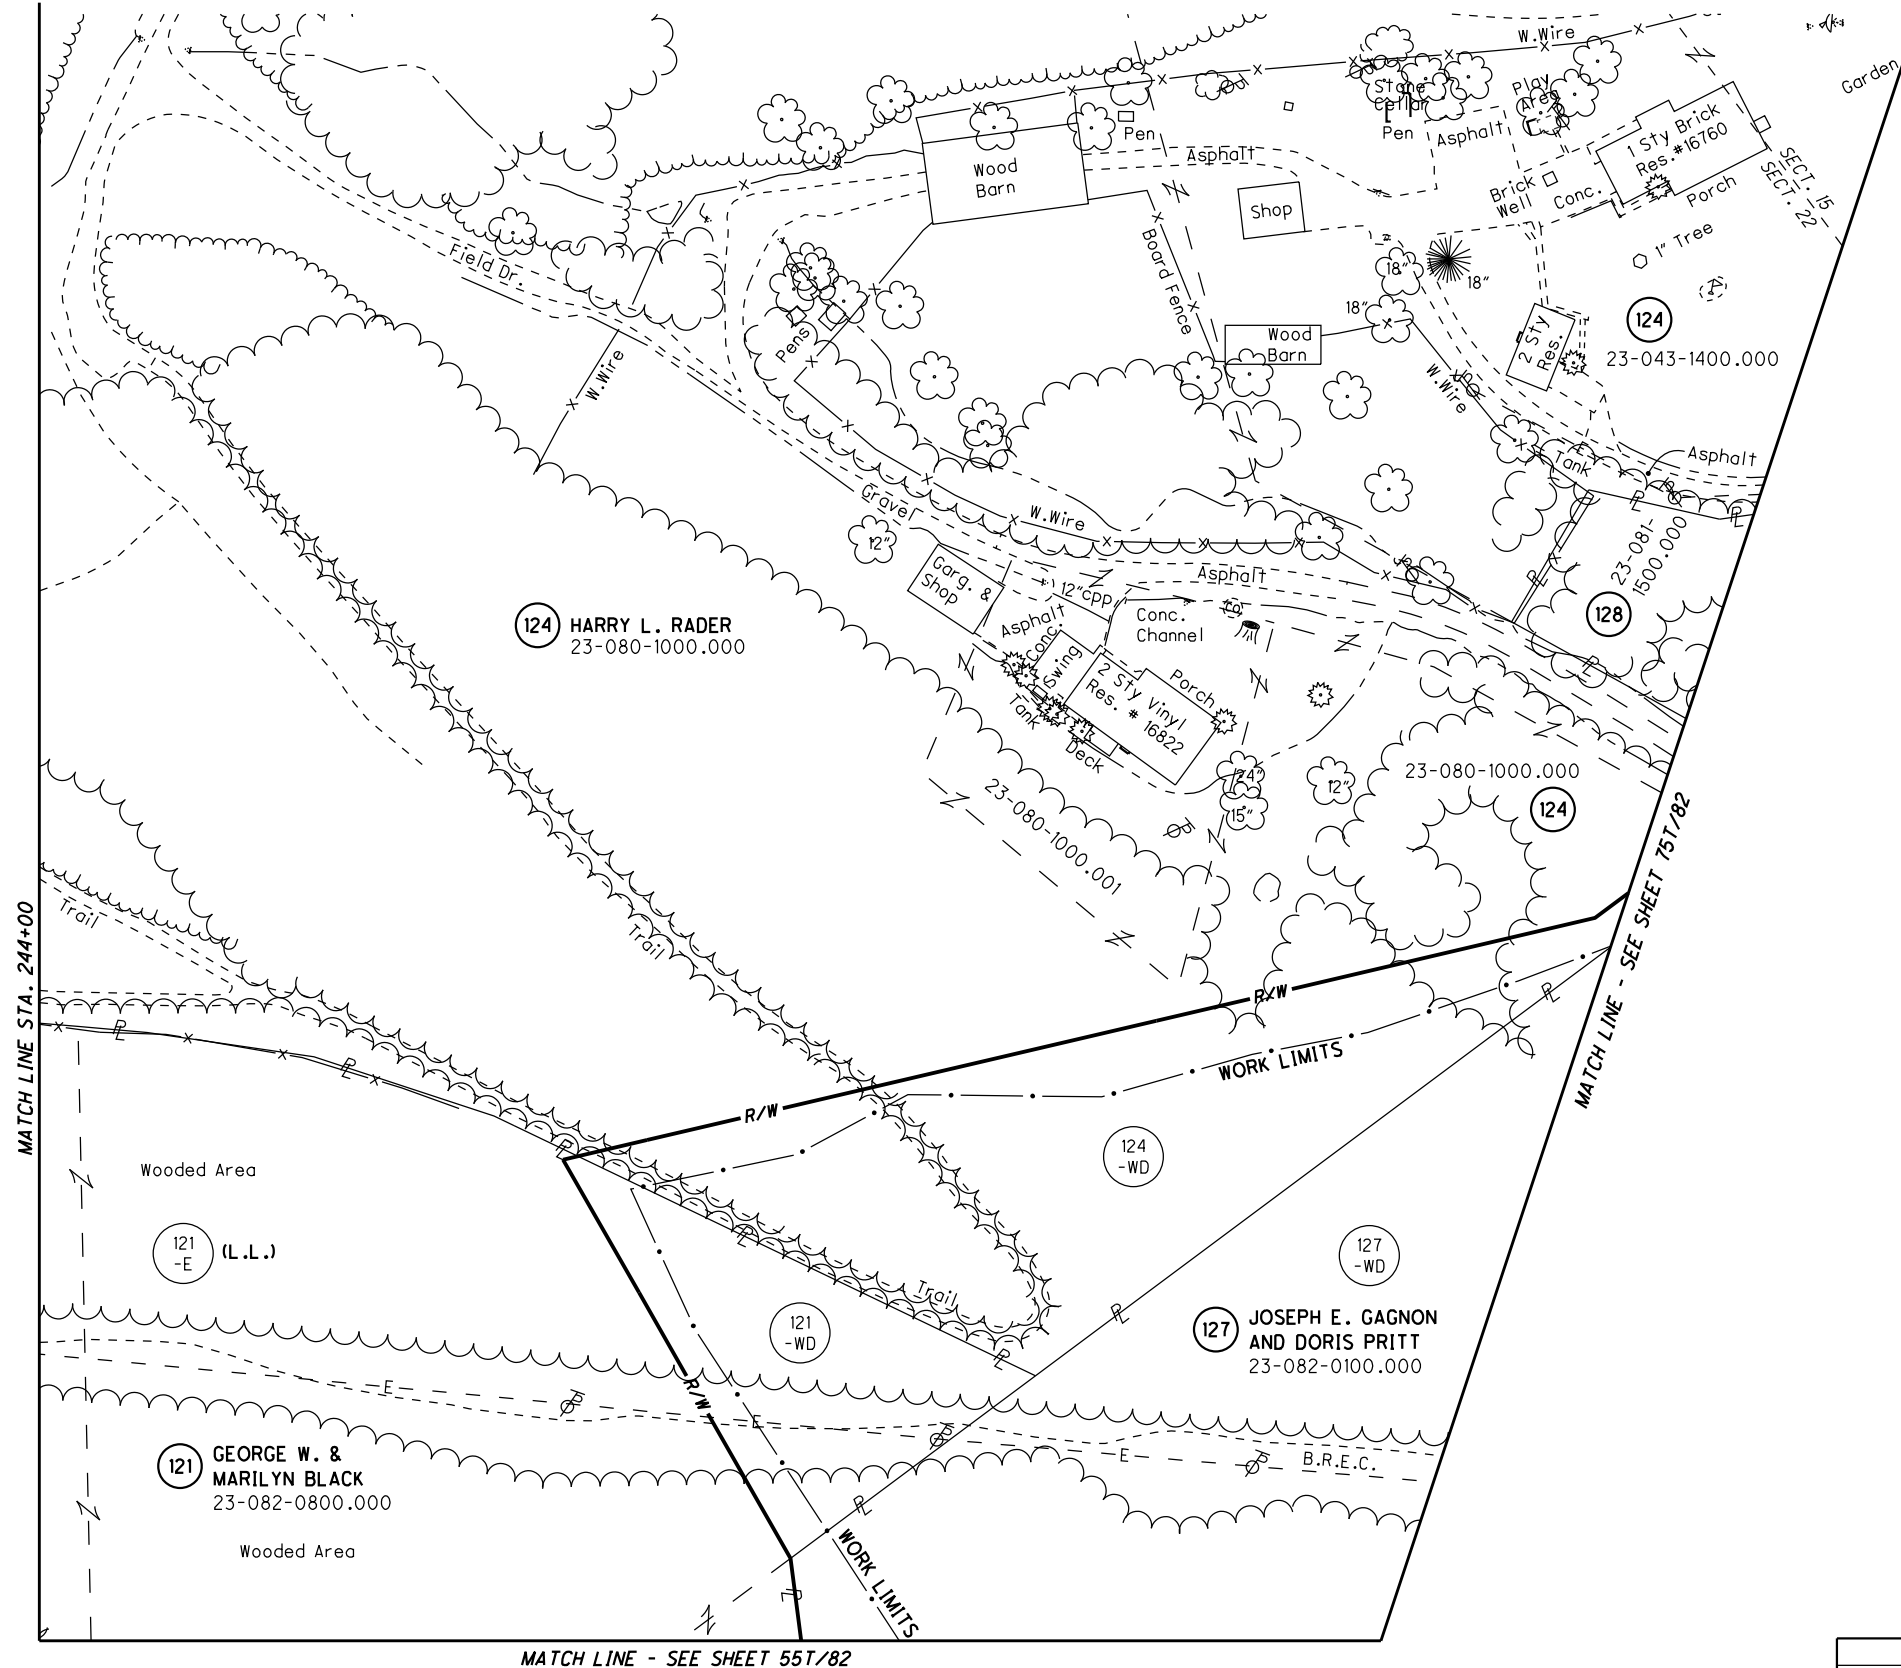 W.Wire
Garden
Stone
Cellar
Play
Area
Pen
Pen
Asphalt
Asphalt
1 Sty Brick
Res.#16760
SECT. 15
SECT. 22
Wood
Barn
Brick
Well
Conc.
Porch
Shop
1" Tree
Field Dr.
Board Fence
18"
18"
18"
124
23-043-1400.000
2 Sty
Res.
Wood
Barn
Pens
W.Wire
W.Wire
Tank
Asphalt
Gravel
W.Wire
12"
23-081-
1500.000
Garg. &
Shop
12"cpp
Asphalt
128
124 HARRY L. RADER
23-080-1000.000
Asphalt
Conc.
Conc.
Channel
Swing
2 Sty Vinyl
Res. # 16822
Porch
Tank
Deck
24"
12"
15"
23-080-1000.000
124
23-080-1000.001
MATCH LINE - SEE SHEET 75T/82
MATCH LINE STA. 244+00
Trail
Trail
R/W
WORK LIMITS
R/W
124
-WD
Wooded Area
121
-E
(L.L.)
127
-WD
Trail
121
-WD
127 JOSEPH E. GAGNON
AND DORIS PRITT
23-082-0100.000
R/W
E
E
E
B.R.E.C.
121 GEORGE W. &
MARILYN BLACK
23-082-0800.000
Wooded Area
WORK LIMITS
MATCH LINE - SEE SHEET 55T/82